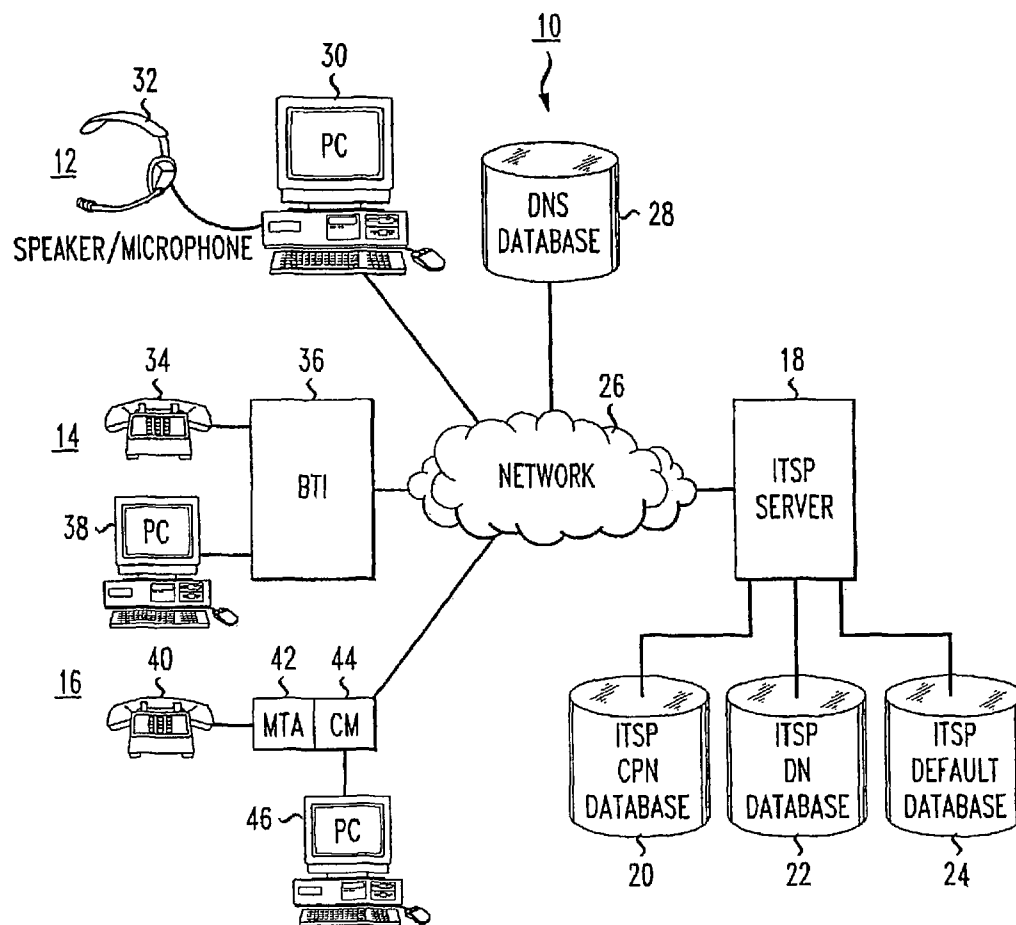 10
30
32
PC
12
DNS
DATABASE
28
SPEAKER/MICROPHONE
34
36
26
18
14
BTI
NETWORK
ITSP
SERVER
38
PC
40
42
44
16
MTA
CM
ITSP
CPN
DATABASE
ITSP
DN
DATABASE
ITSP
DEFAULT
DATABASE
46
PC
20
22
24